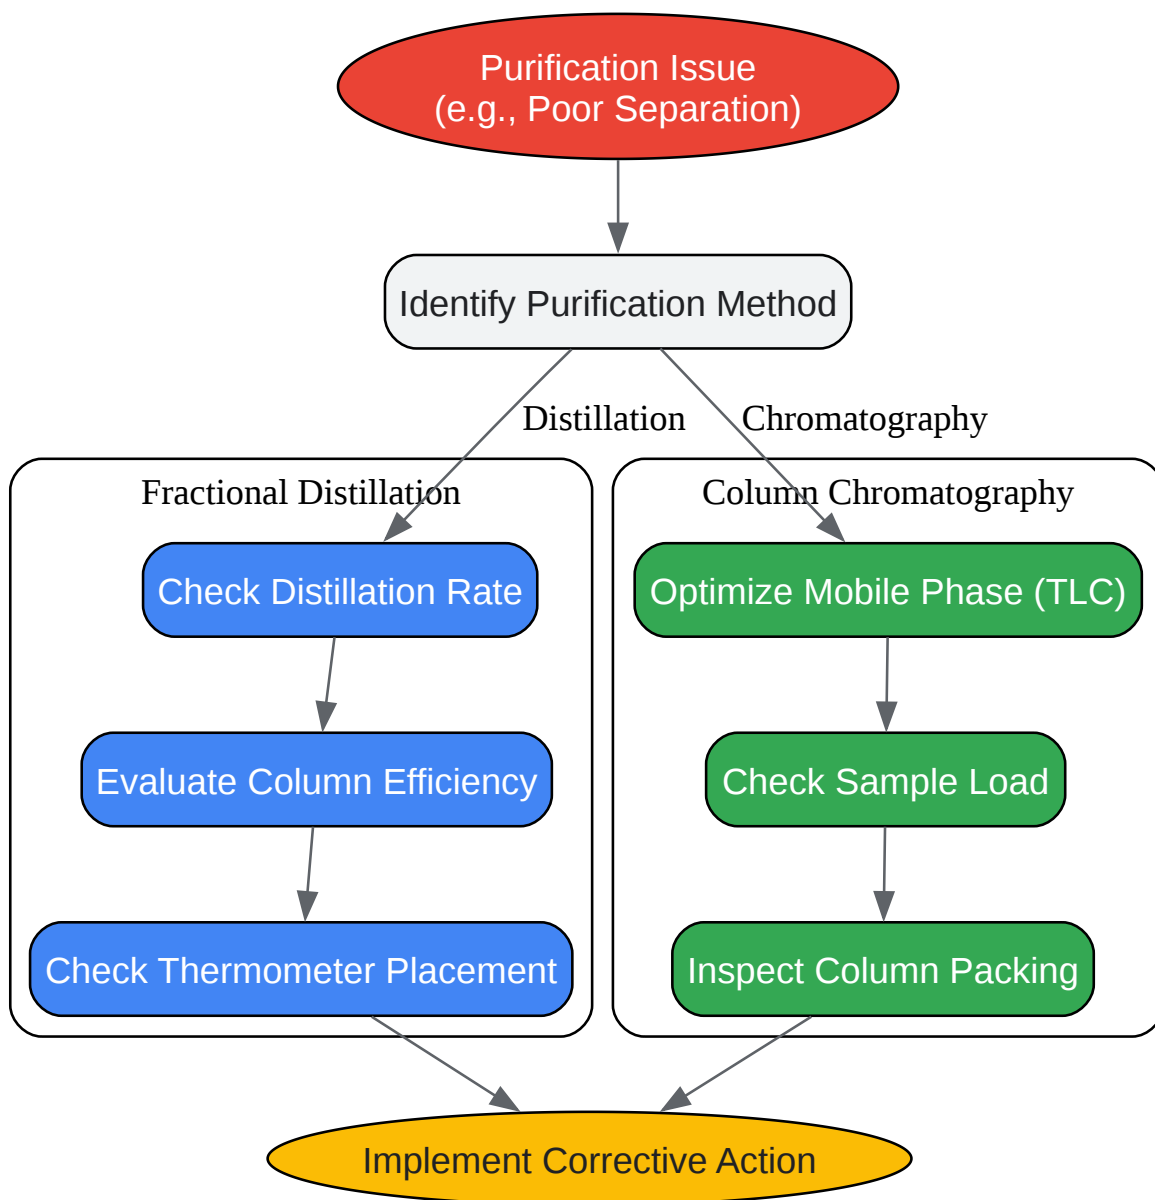 Purification Issue
(e.g., Poor Separation)
Identify Purification Method
Distillation
Chromatography
Fractional Distillation
Check Distillation Rate
Evaluate Column Efficiency
Check Thermometer Placement
Column Chromatography
Optimize Mobile Phase (TLC)
Check Sample Load
Inspect Column Packing
Implement Corrective Action